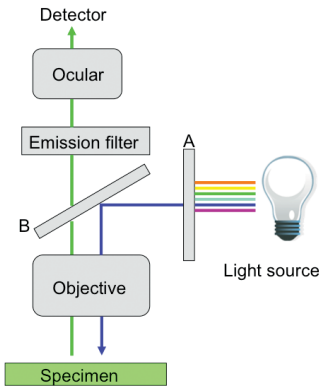 Detector
Ocular
Emission filter
A
B
Light source
Objective
Specimen